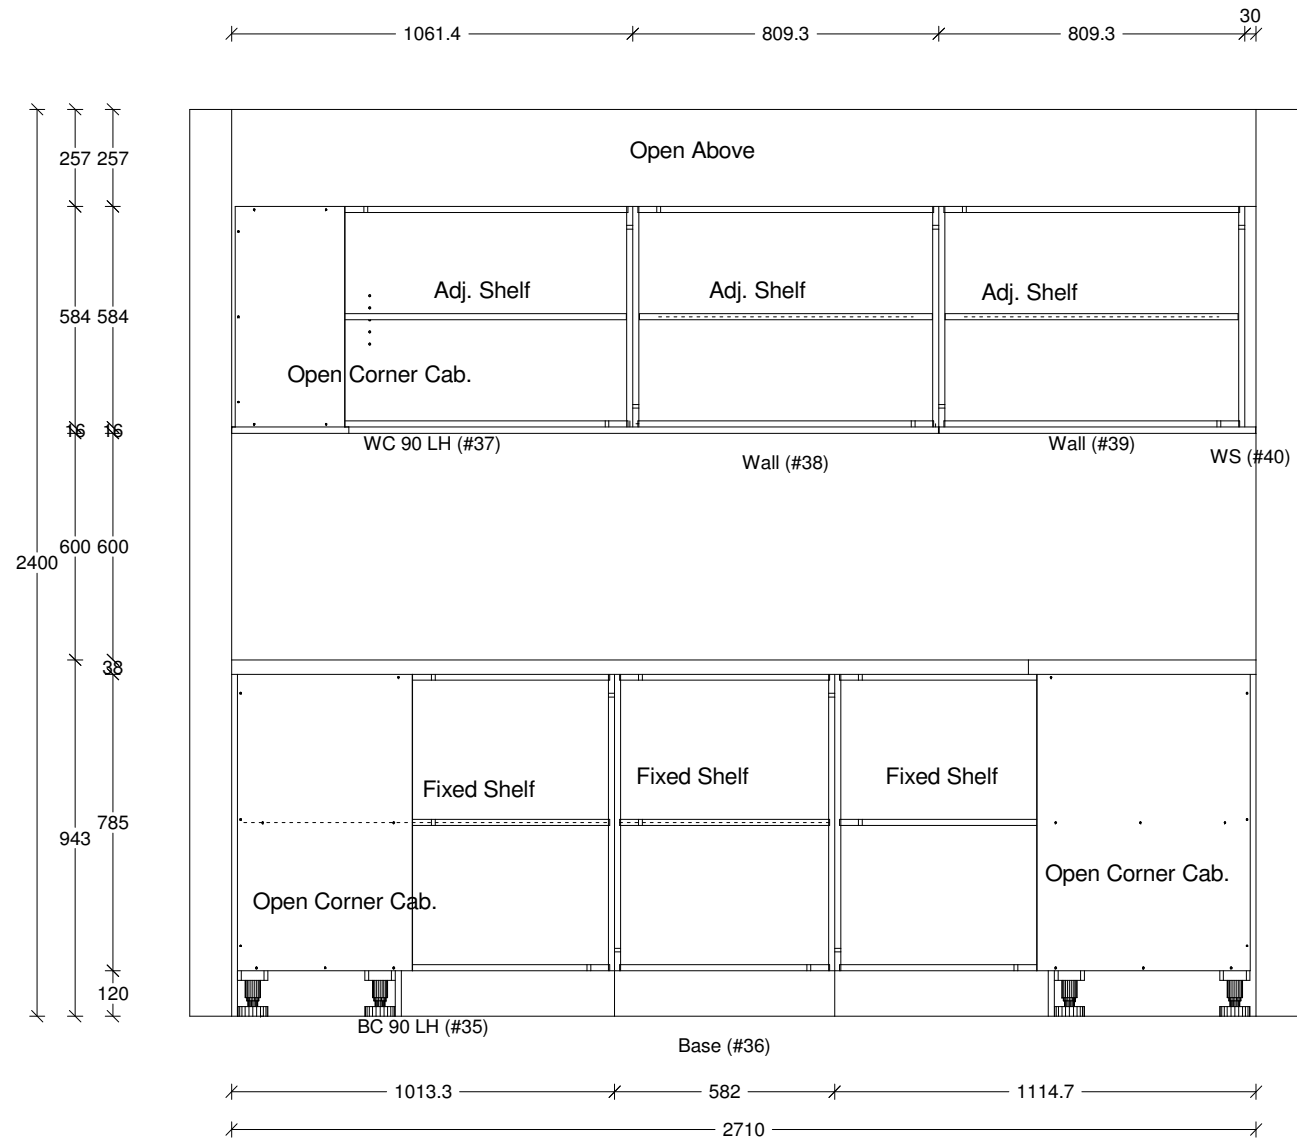 30
1061.4
809.3
809.3
257
257
Open Above
584
584
Adj. Shelf
Adj. Shelf
Adj. Shelf
Open Corner Cab.
16
16
WC 90 LH (#37)
Wall (#38)
Wall (#39)
WS (#40)
2400
600
600
38
943
785
Fixed Shelf
Fixed Shelf
Fixed Shelf
Open Corner Cab.
Open Corner Cab.
120
BC 90 LH (#35)
Base (#36)
1013.3
582
1114.7
2710